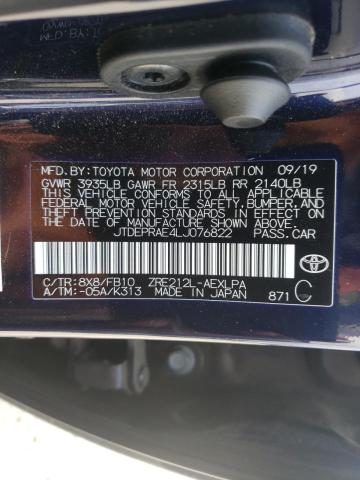 MFD.BY:TOYOTA MOTOR CORPORATION 09/19
GVWR 3935LB GAWR FR 2315LB RR 2140LB
THIS VEHICLE CONFORMS TO ALL APPLICABLE
FEDERAL MOTOR VEHICLE SAFETY, BUMPER, AND
THEFT PREVENTION STANDARDS IN EFFECT ON
THE DATE OF MANUFACTURE SHOWN ABOVE.
JTDEPRAE4LJ076822 PASS.CAR
C/TR:8X8/FB10 ZRE212L-AEXLPA
A/TM:-05A/K313 MADE IN JAPAN 871
TOYOTA